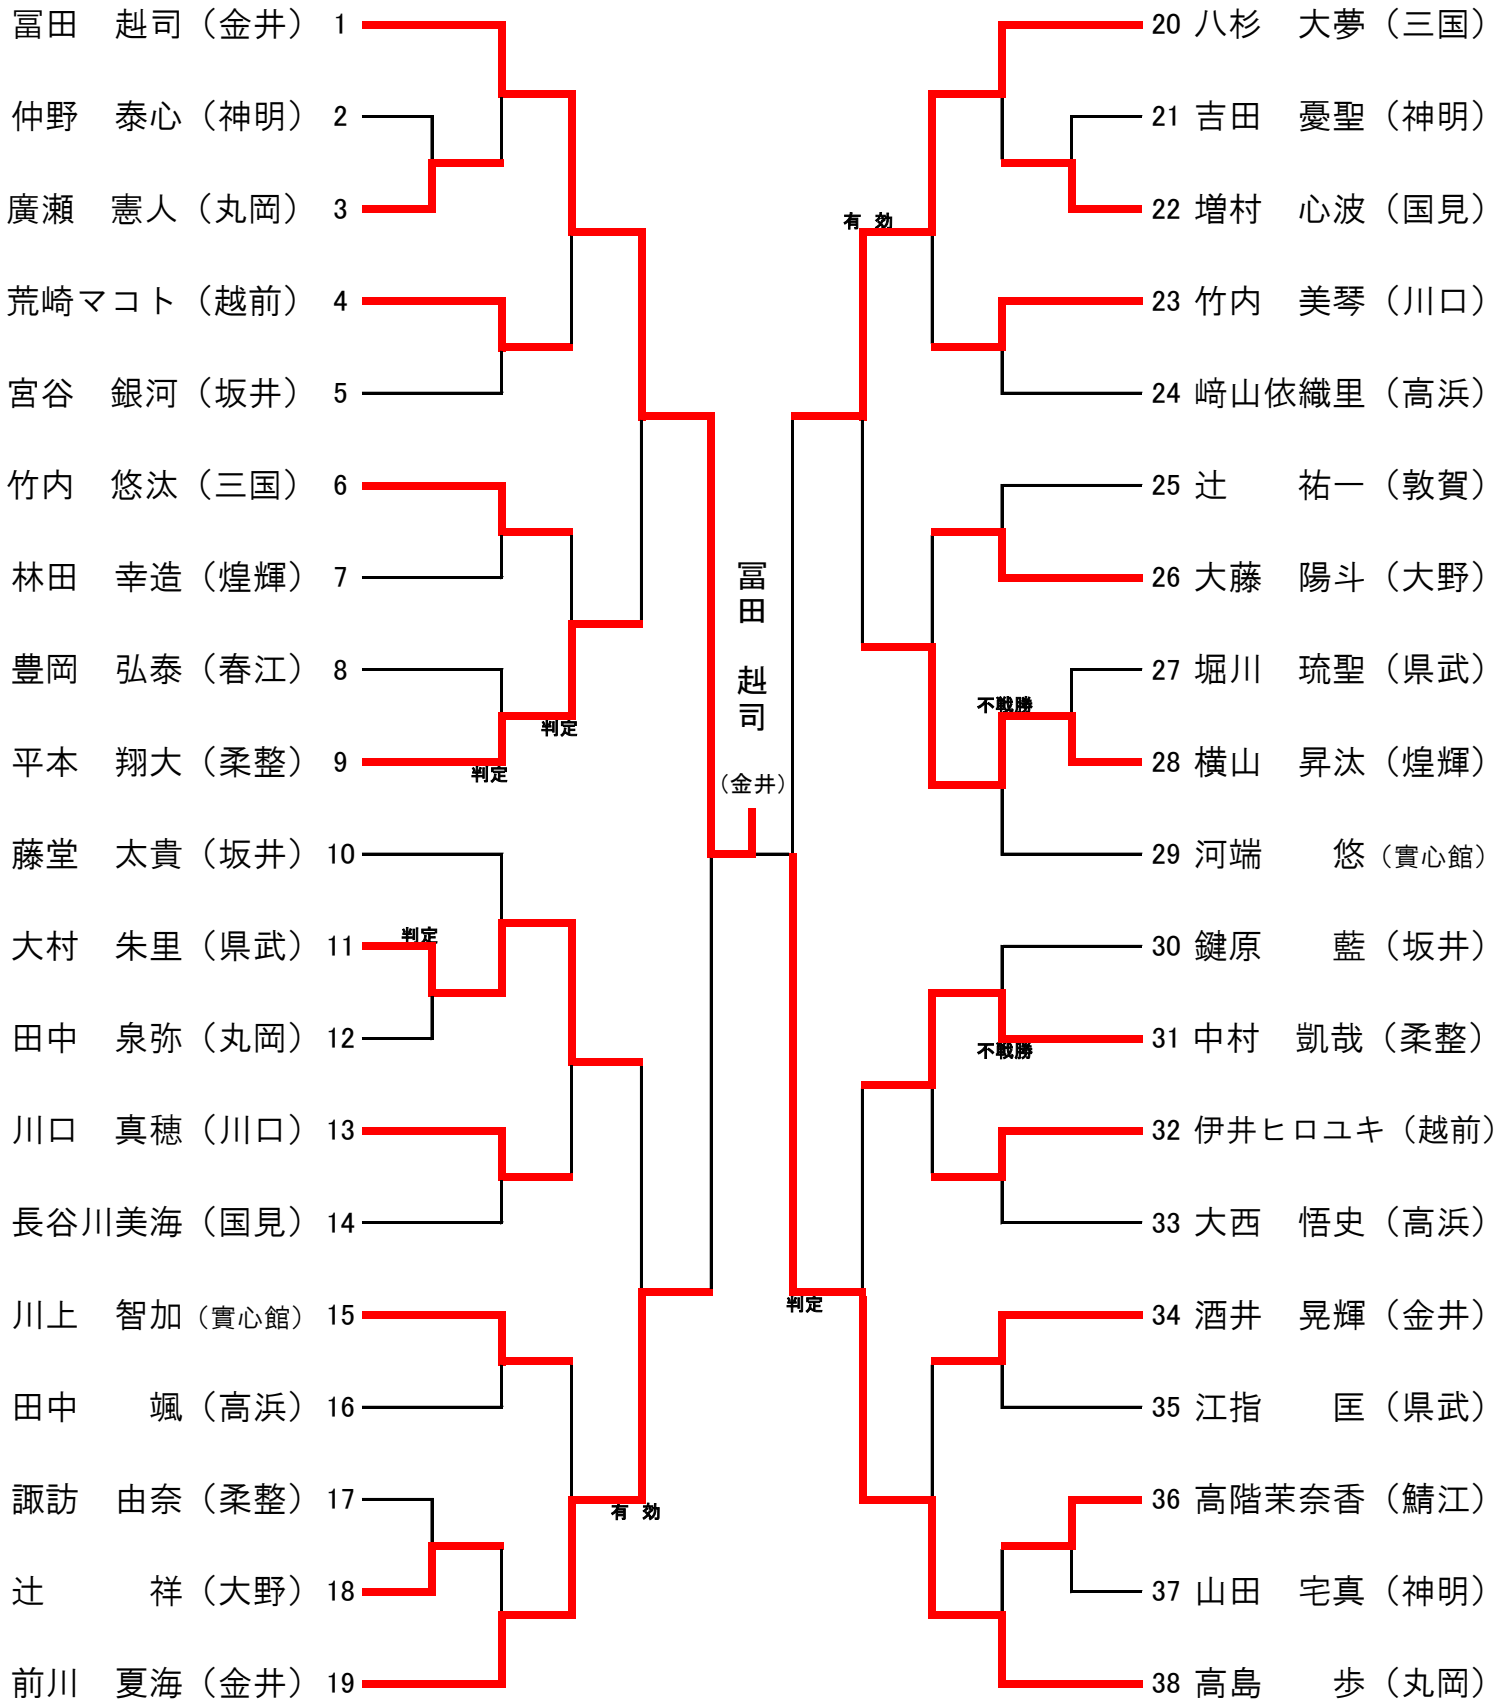 冨田　赳司（金井） 1
仲野　泰心（神明） 2
廣瀬　憲人（丸岡） 3
荒崎マコト（越前） 4
宮谷　銀河（坂井） 5
竹内　悠汰（三国） 6
林田　幸造（煌輝） 7
豊岡　弘泰（春江） 8
判定
平本　翔大（柔整） 9
判定
藤堂　太貴（坂井） 10
判定
大村　朱里（県武） 11
田中　泉弥（丸岡） 12
川口　真穂（川口） 13
長谷川美海（国見） 14
川上　智加（實心館） 15
田中　　颯（高浜） 16
諏訪　由奈（柔整） 17
有　効
辻　　　祥（大野） 18
前川　夏海（金井） 19
冨田　赳司
（金井）
20 八杉　大夢（三国）
21 吉田　憂聖（神明）
22 増村　心波（国見）
有　効
23 竹内　美琴（川口）
24 﨑山依織里（高浜）
25 辻　　祐一（敦賀）
26 大藤　陽斗（大野）
27 堀川　琉聖（県武）
不戦勝
28 横山　昇汰（煌輝）
29 河端　　悠（實心館）
30 鍵原　　藍（坂井）
31 中村　凱哉（柔整）
不戦勝
32 伊井ヒロユキ（越前）
33 大西　悟史（高浜）
判定
34 酒井　晃輝（金井）
35 江指　　匡（県武）
36 高階茉奈香（鯖江）
37 山田　宅真（神明）
38 高島　　歩（丸岡）